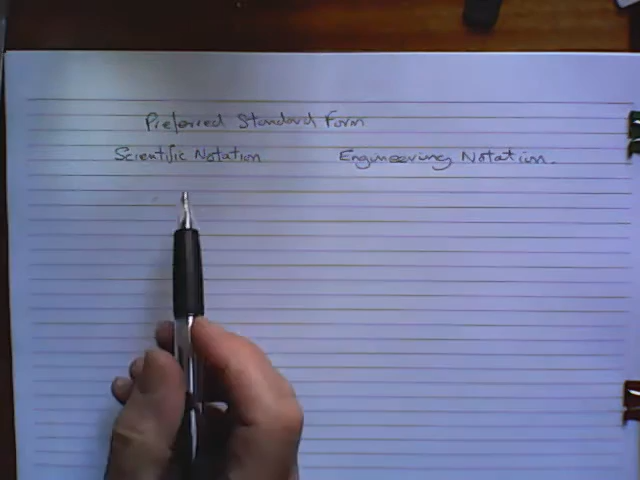 Preferred Standard Form
Scientific Notation Engineering Notation.